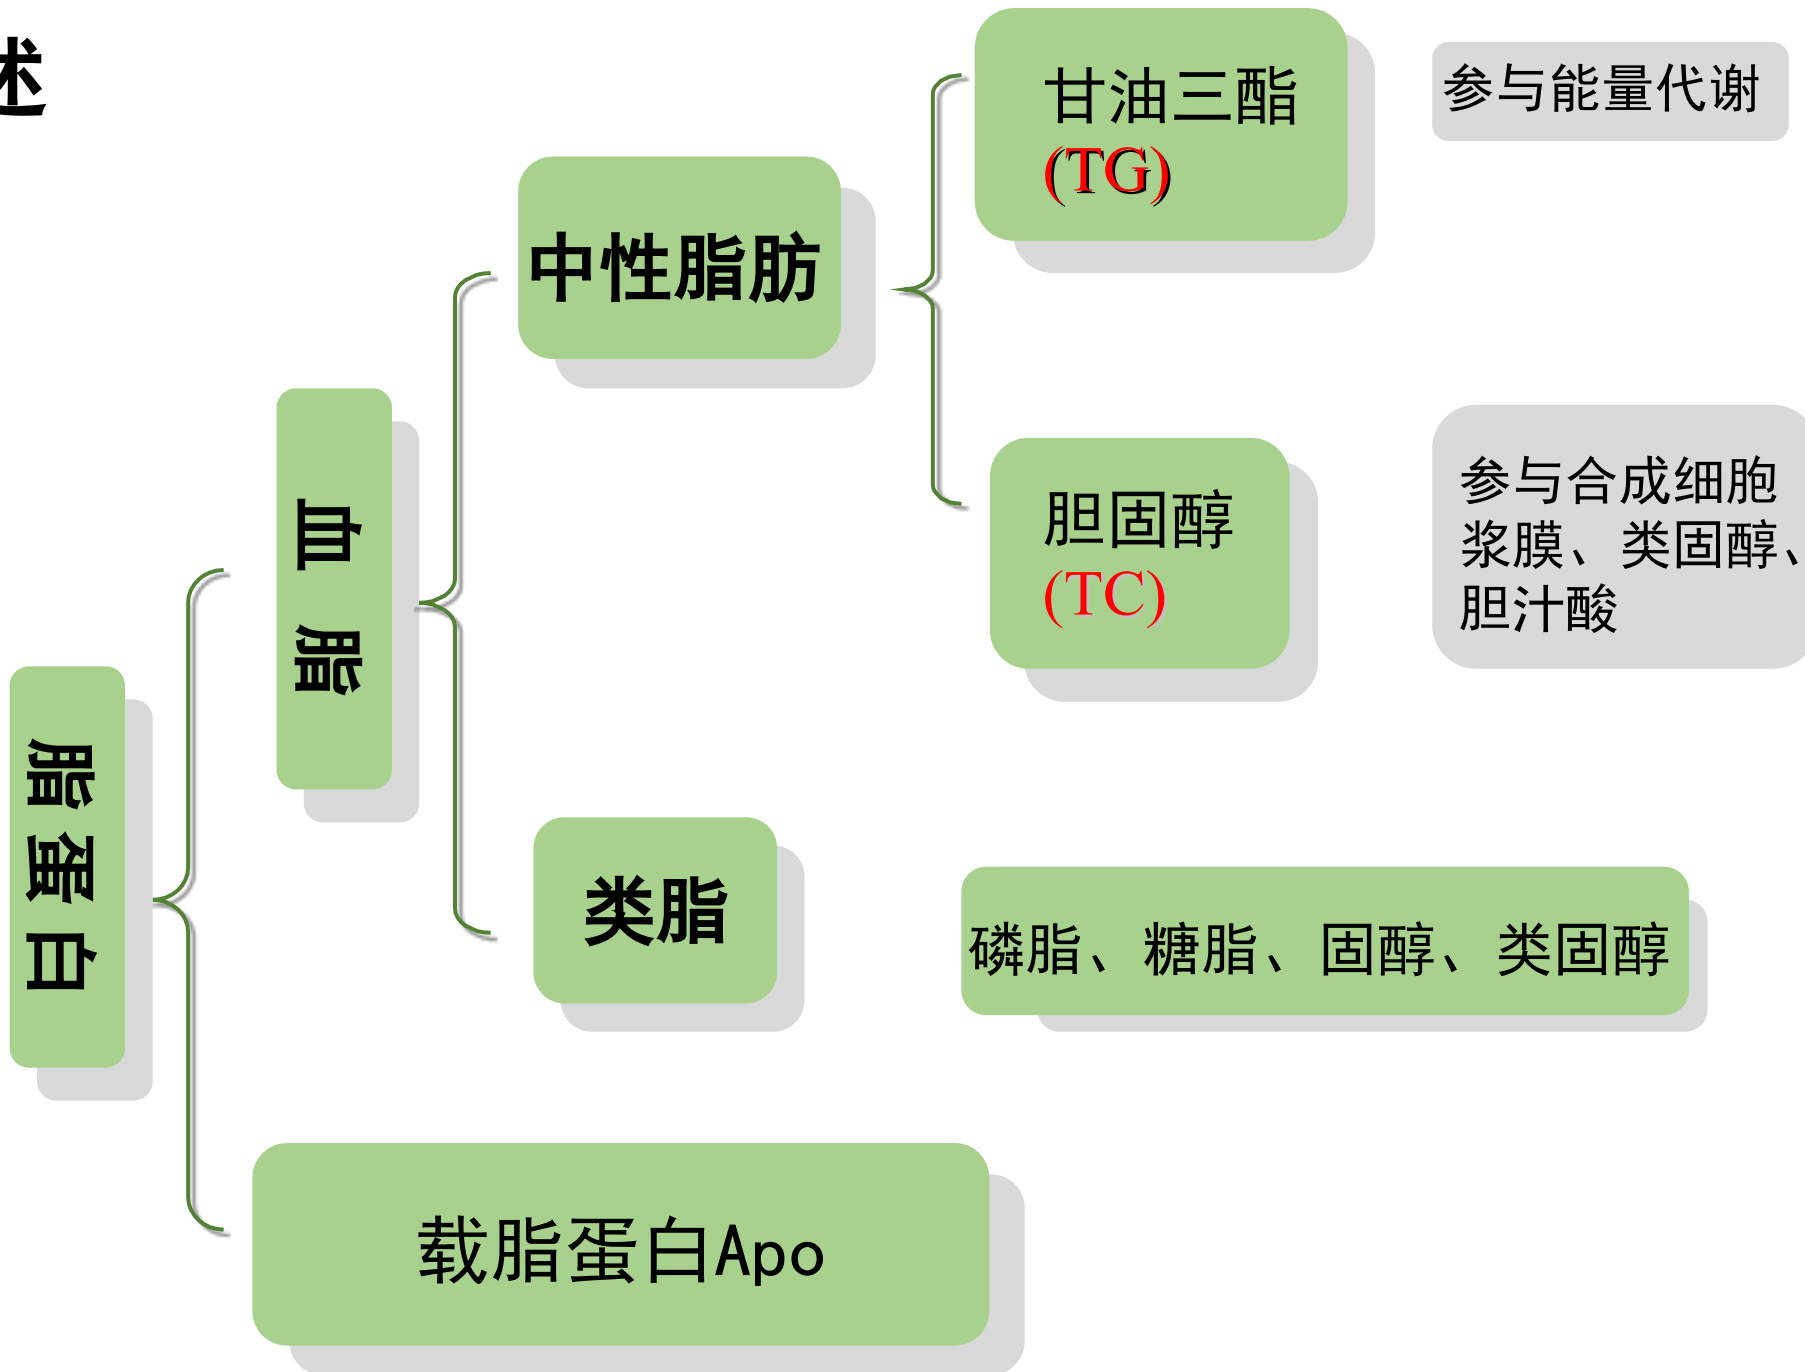 述
甘油三酯
(TG)
参与能量代谢
中性脂肪
胆固醇
(TC)
参与合成细胞
浆膜、类固醇、
胆汁酸
血脂
脂蛋白
类脂
磷脂、糖脂、固醇、类固醇
载脂蛋白Apo